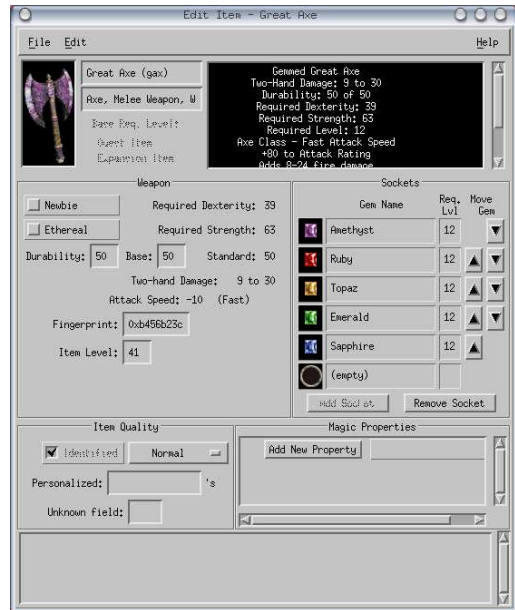 Edit Item - Great Axe
File Edit Help
Great Axe (gax)
Axe, Melee Weapon, W
Base Req. Level:
Quest Item
Expansion Item
Gemmed Great Axe
Two-Hand Damage: 9 to 30
Durability: 50 of 50
Required Dexterity: 39
Required Strength: 63
Required Level: 12
Axe Class - Fast Attack Speed
+80 to Attack Rating
Adds 8-24 fire damage
Weapon
Newbie Required Dexterity: 39
Ethereal Required Strength: 63
Durability: 50 Base: 50 Standard: 50
Two-hand Damage: 9 to 30
Attack Speed: -10 (Fast)
Fingerprint: 0xb456b23c
Item Level: 41
Sockets
Gem Name Req. Lvl Move Gem
Amethyst 12
Ruby 12
Topaz 12
Emerald 12
Sapphire 12
(empty)
Add Socket Remove Socket
Item Quality
Identified Normal
Personalized: 's
Unknown field:
Magic Properties
Add New Property